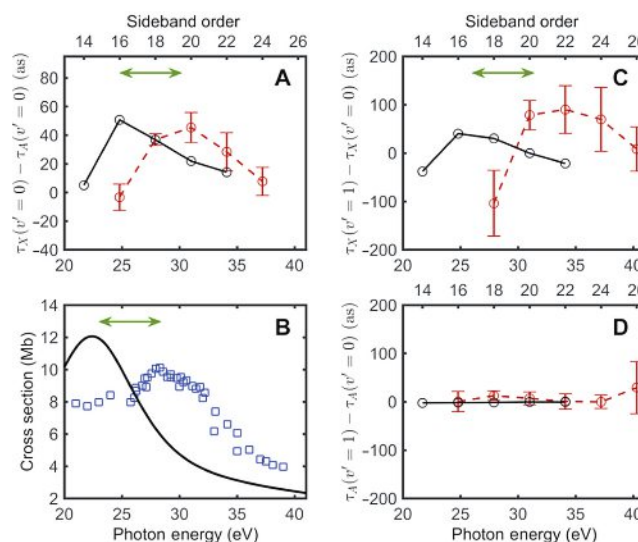 Sideband order
14 16 18 20 22 24 26
A
80
60
40
20
0
-20
-40
τX(v′ = 0) − τA(v′ = 0) (as)
20 25 30 35 40
Sideband order
14 16 18 20 22 24 26
C
200
100
0
-100
-200
τX(v′ = 1) − τX(v′ = 0) (as)
20 25 30 35 40
B
14
12
10
8
6
4
2
Cross section (Mb)
20 25 30 35 40
Photon energy (eV)
14 16 18 20 22 24 26
D
200
100
0
-100
-200
τA(v′ = 1) − τA(v′ = 0) (as)
20 25 30 35 40
Photon energy (eV)